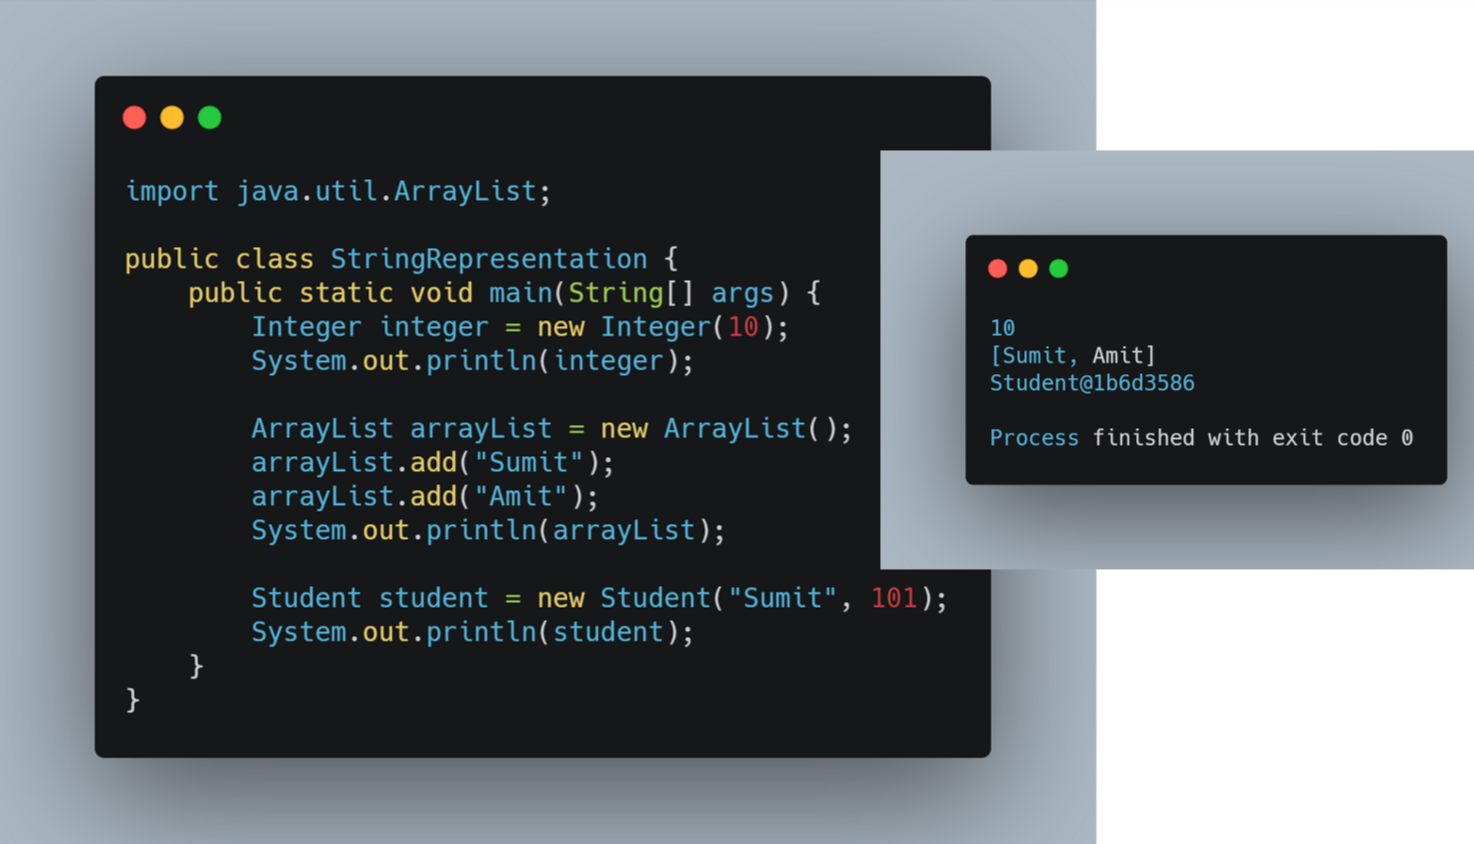 import java.util.ArrayList;
public class StringRepresentation {
public static void main(String[] args) {
Integer integer = new Integer(10);
System.out.println(integer);
ArrayList arrayList = new ArrayList();
arrayList.add("Sumit");
arrayList.add("Amit");
System.out.println(arrayList);
Student student = new Student("Sumit", 101);
System.out.println(student);
}
}
10
[Sumit, Amit]
Student@1b6d3586
Process finished with exit code 0